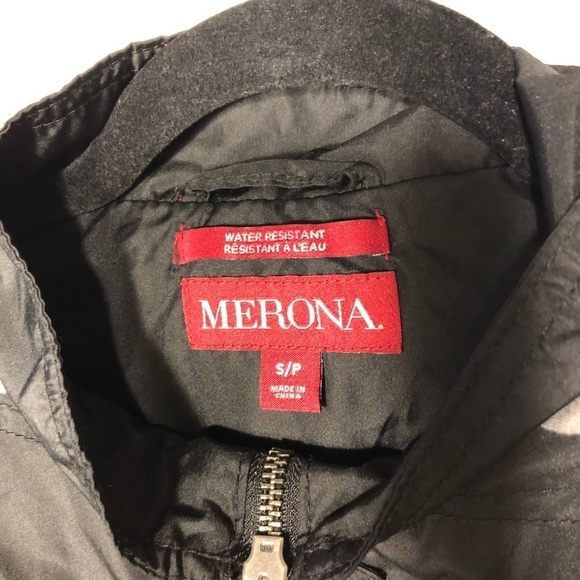 WATER RESISTANT
RÉSISTANT À L'EAU
MERONA.
S/P
MADE IN
CHINA